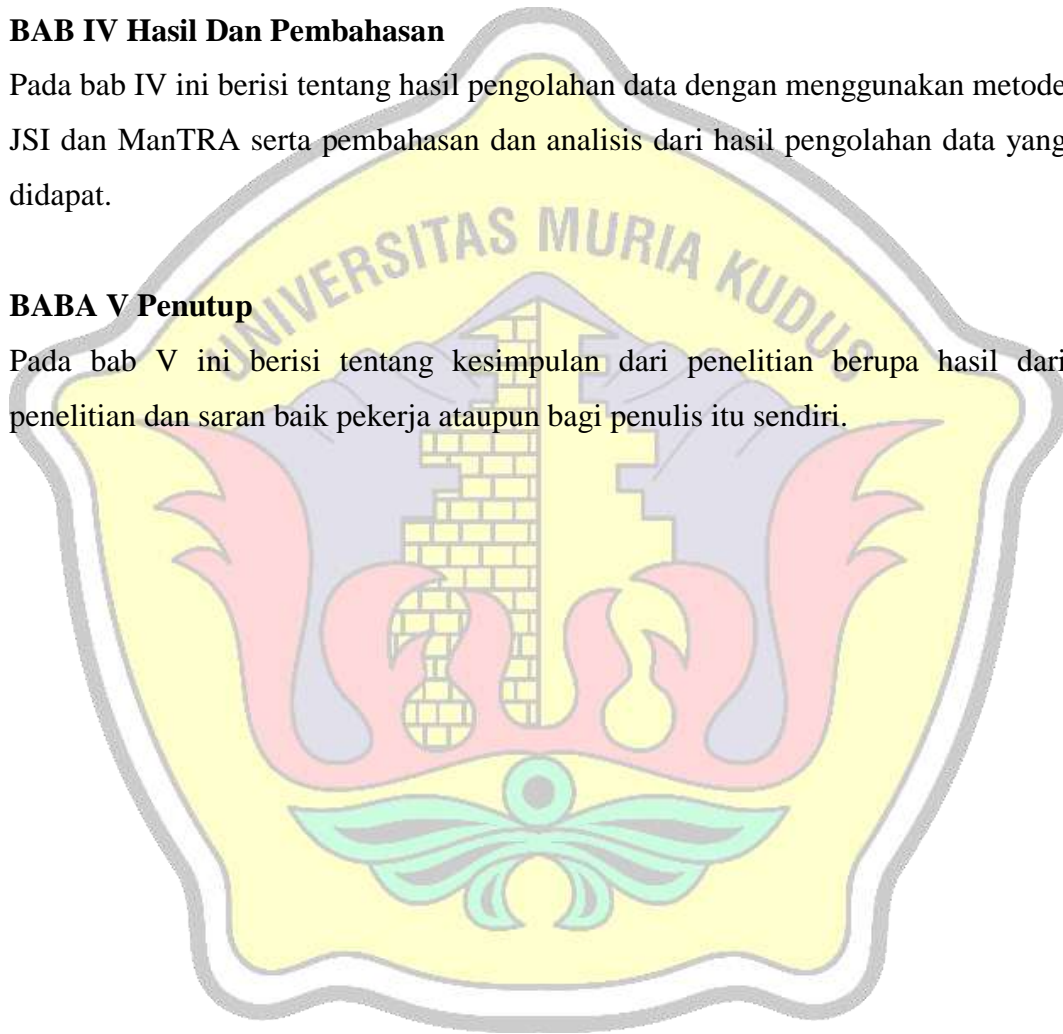 BAB IV Hasil Dan Pembahasan
Pada bab IV ini berisi tentang hasil pengolahan data dengan menggunakan metode
JSI dan ManTRA serta pembahasan dan analisis dari hasil pengolahan data yang
didapat.
UNIVERSITAS MURIA KUDUS
BABA V Penutup
Pada bab V ini berisi tentang kesimpulan dari penelitian berupa hasil dari
penelitian dan saran baik pekerja ataupun bagi penulis itu sendiri.